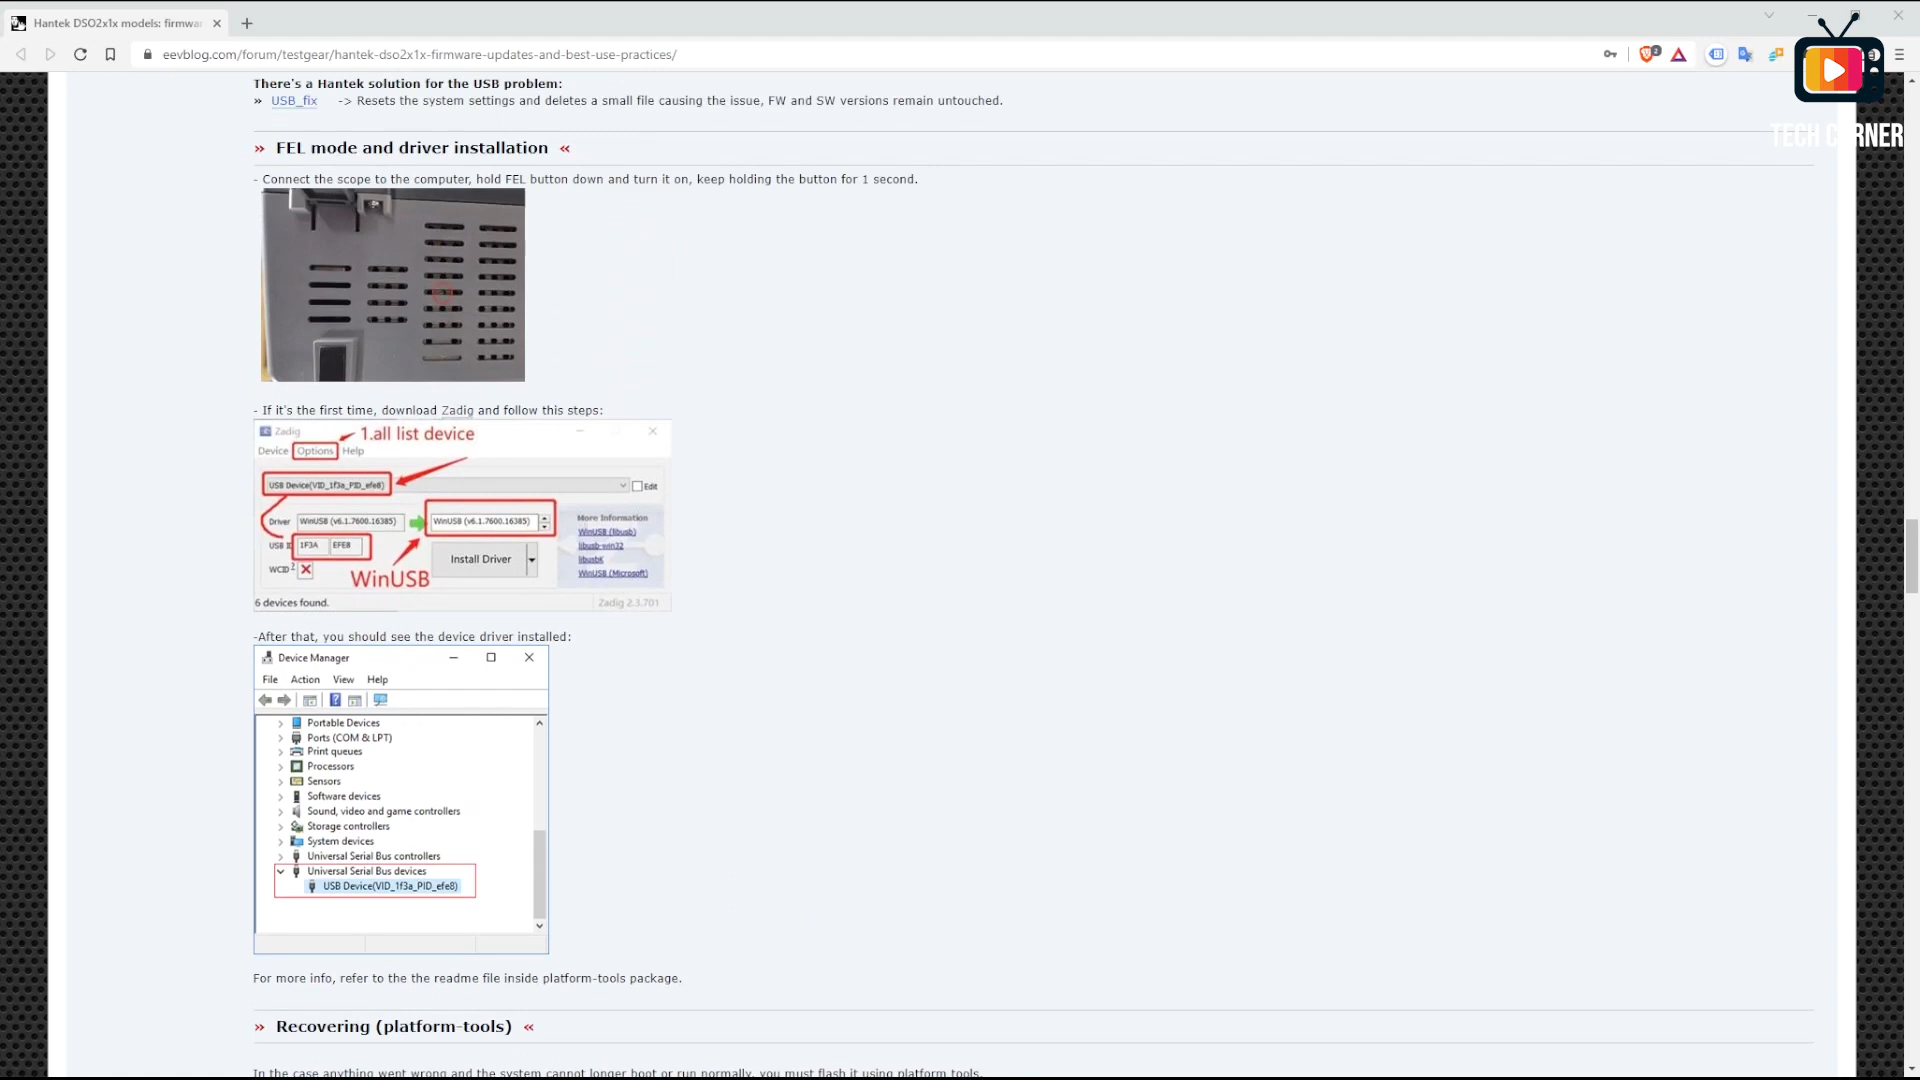 Hantek DSO2x1x models: firmwa
eevblog.com/forum/testgear/hantek-dso2x1x-firmware-updates-and-best-use-practices/
2
TECH CORNER
There's a Hantek solution for the USB problem:
» USB_fix -> Resets the system settings and deletes a small file causing the issue, FW and SW versions remain untouched.
» FEL mode and driver installation «
- Connect the scope to the computer, hold FEL button down and turn it on, keep holding the button for 1 second.
- If it's the first time, download Zadig and follow this steps:
Zadig
1.all list device
Device Options Help
USB Device(VID_1f3a_PID_efe8)
Edit
Driver WinUSB (v6.1.7600.16385) WinUSB (v6.1.7600.16385)
More Information
WinUSB (libusb)
USB I 1F3A EFE8
libusb-win32
Install Driver
libusbK
WCID 2
WinUSB
WinUSB (Microsoft)
6 devices found.
Zadig 2.3.701
-After that, you should see the device driver installed:
Device Manager
File Action View Help
Portable Devices
Ports (COM & LPT)
Print queues
Processors
Sensors
Software devices
Sound, video and game controllers
Storage controllers
System devices
Universal Serial Bus controllers
Universal Serial Bus devices
USB Device(VID_1f3a_PID_efe8)
For more info, refer to the the readme file inside platform-tools package.
» Recovering (platform-tools) «
In the case anything went wrong and the system cannot longer boot or run normally, you must flash it using platform tools.